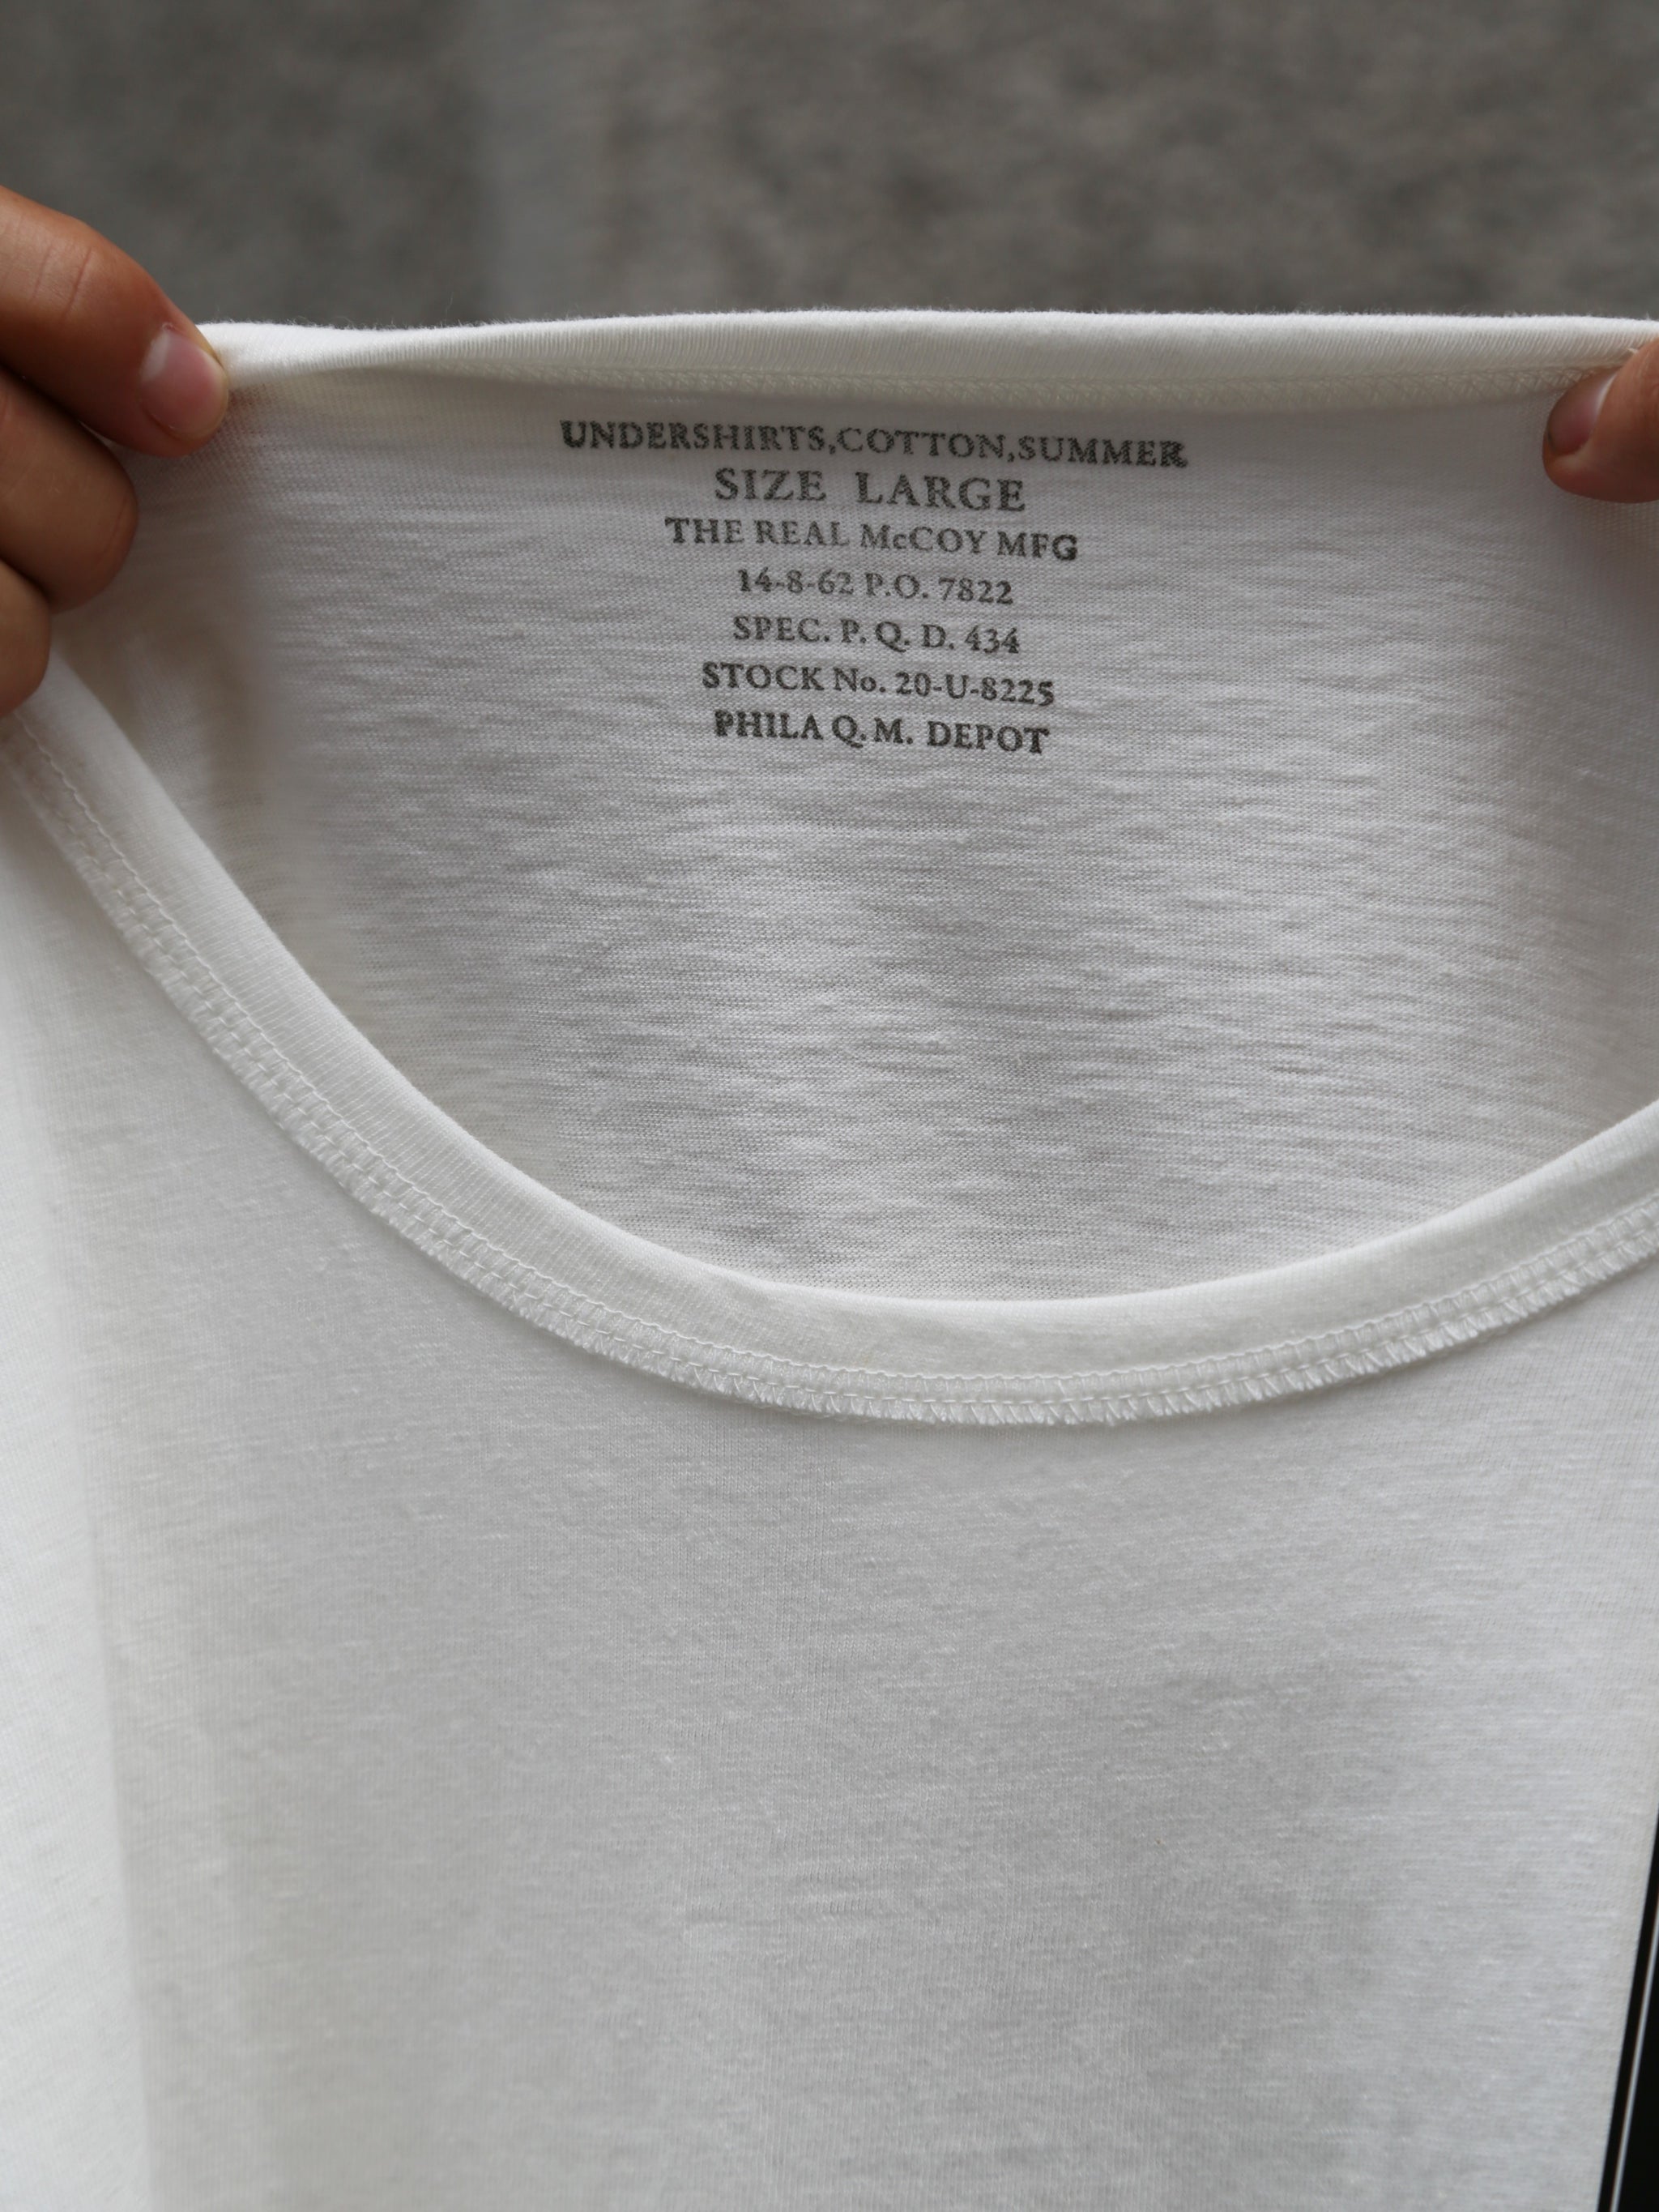 UNDERSHIRTS,COTTON,SUMMER
SIZE LARGE
THE REAL McCOY MFG
14-8-62 P.O. 7822
SPEC. P. Q. D. 434
STOCK No. 20-U-8225
PHILA Q.M. DEPOT